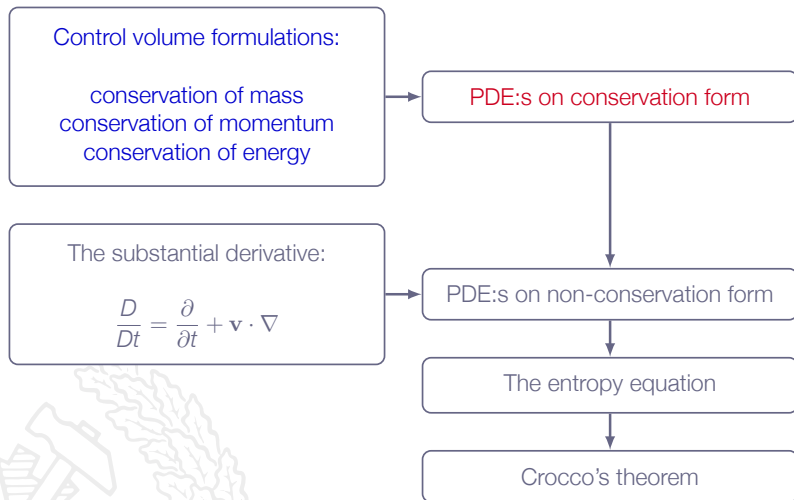 Control volume formulations:
conservation of mass
conservation of momentum
conservation of energy
PDE:s on conservation form
The substantial derivative:
D/Dt = ∂/∂t + v · ∇
PDE:s on non-conservation form
The entropy equation
Crocco's theorem